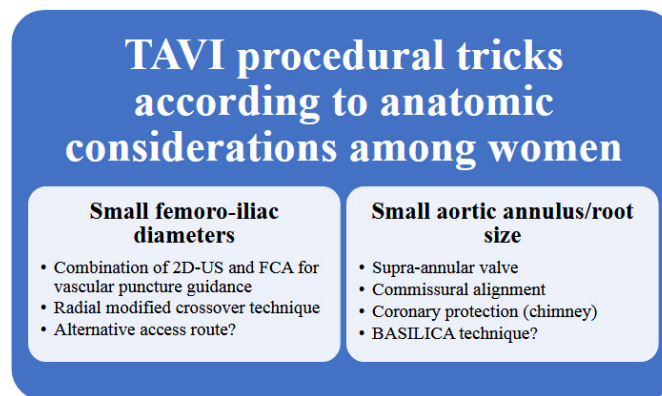 TAVI procedural tricks
according to anatomic
considerations among women
Small femoro-iliac
diameters
• Combination of 2D-US and FCA for
vascular puncture guidance
• Radial modified crossover technique
• Alternative access route?
Small aortic annulus/root
size
• Supra-annular valve
• Commissural alignment
• Coronary protection (chimney)
• BASILICA technique?